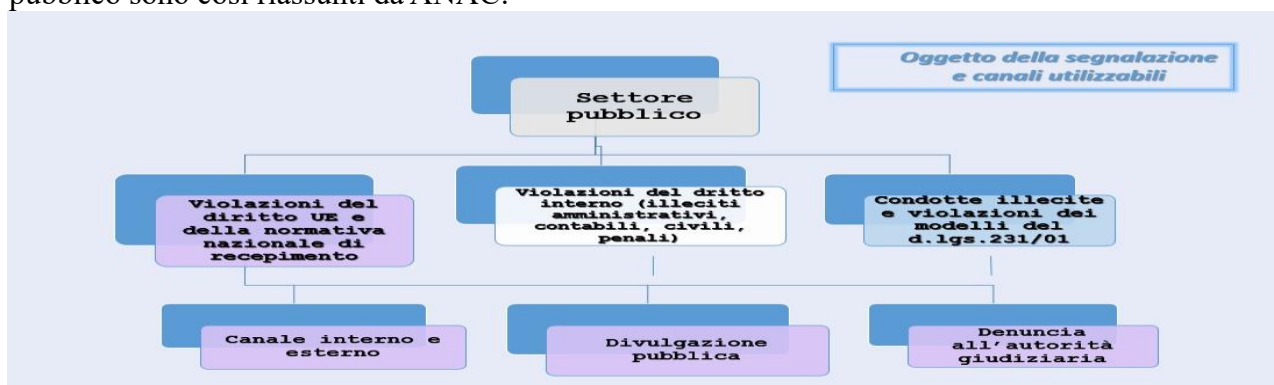 pubblico sono così riassunti da ANAC:
Oggetto della segnalazione
e canali utilizzabili
Settore
pubblico
Violazioni del
diritto UE e
della normativa
nazionale di
recepimento
Violazioni del dritto
interno (illeciti
amministrativi,
contabili, civili,
penali)
Condotte illecite
e violazioni dei
modelli del
d.lgs.231/01
Canale interno e
esterno
Divulgazione
pubblica
Denuncia
all'autorità
giudiziaria